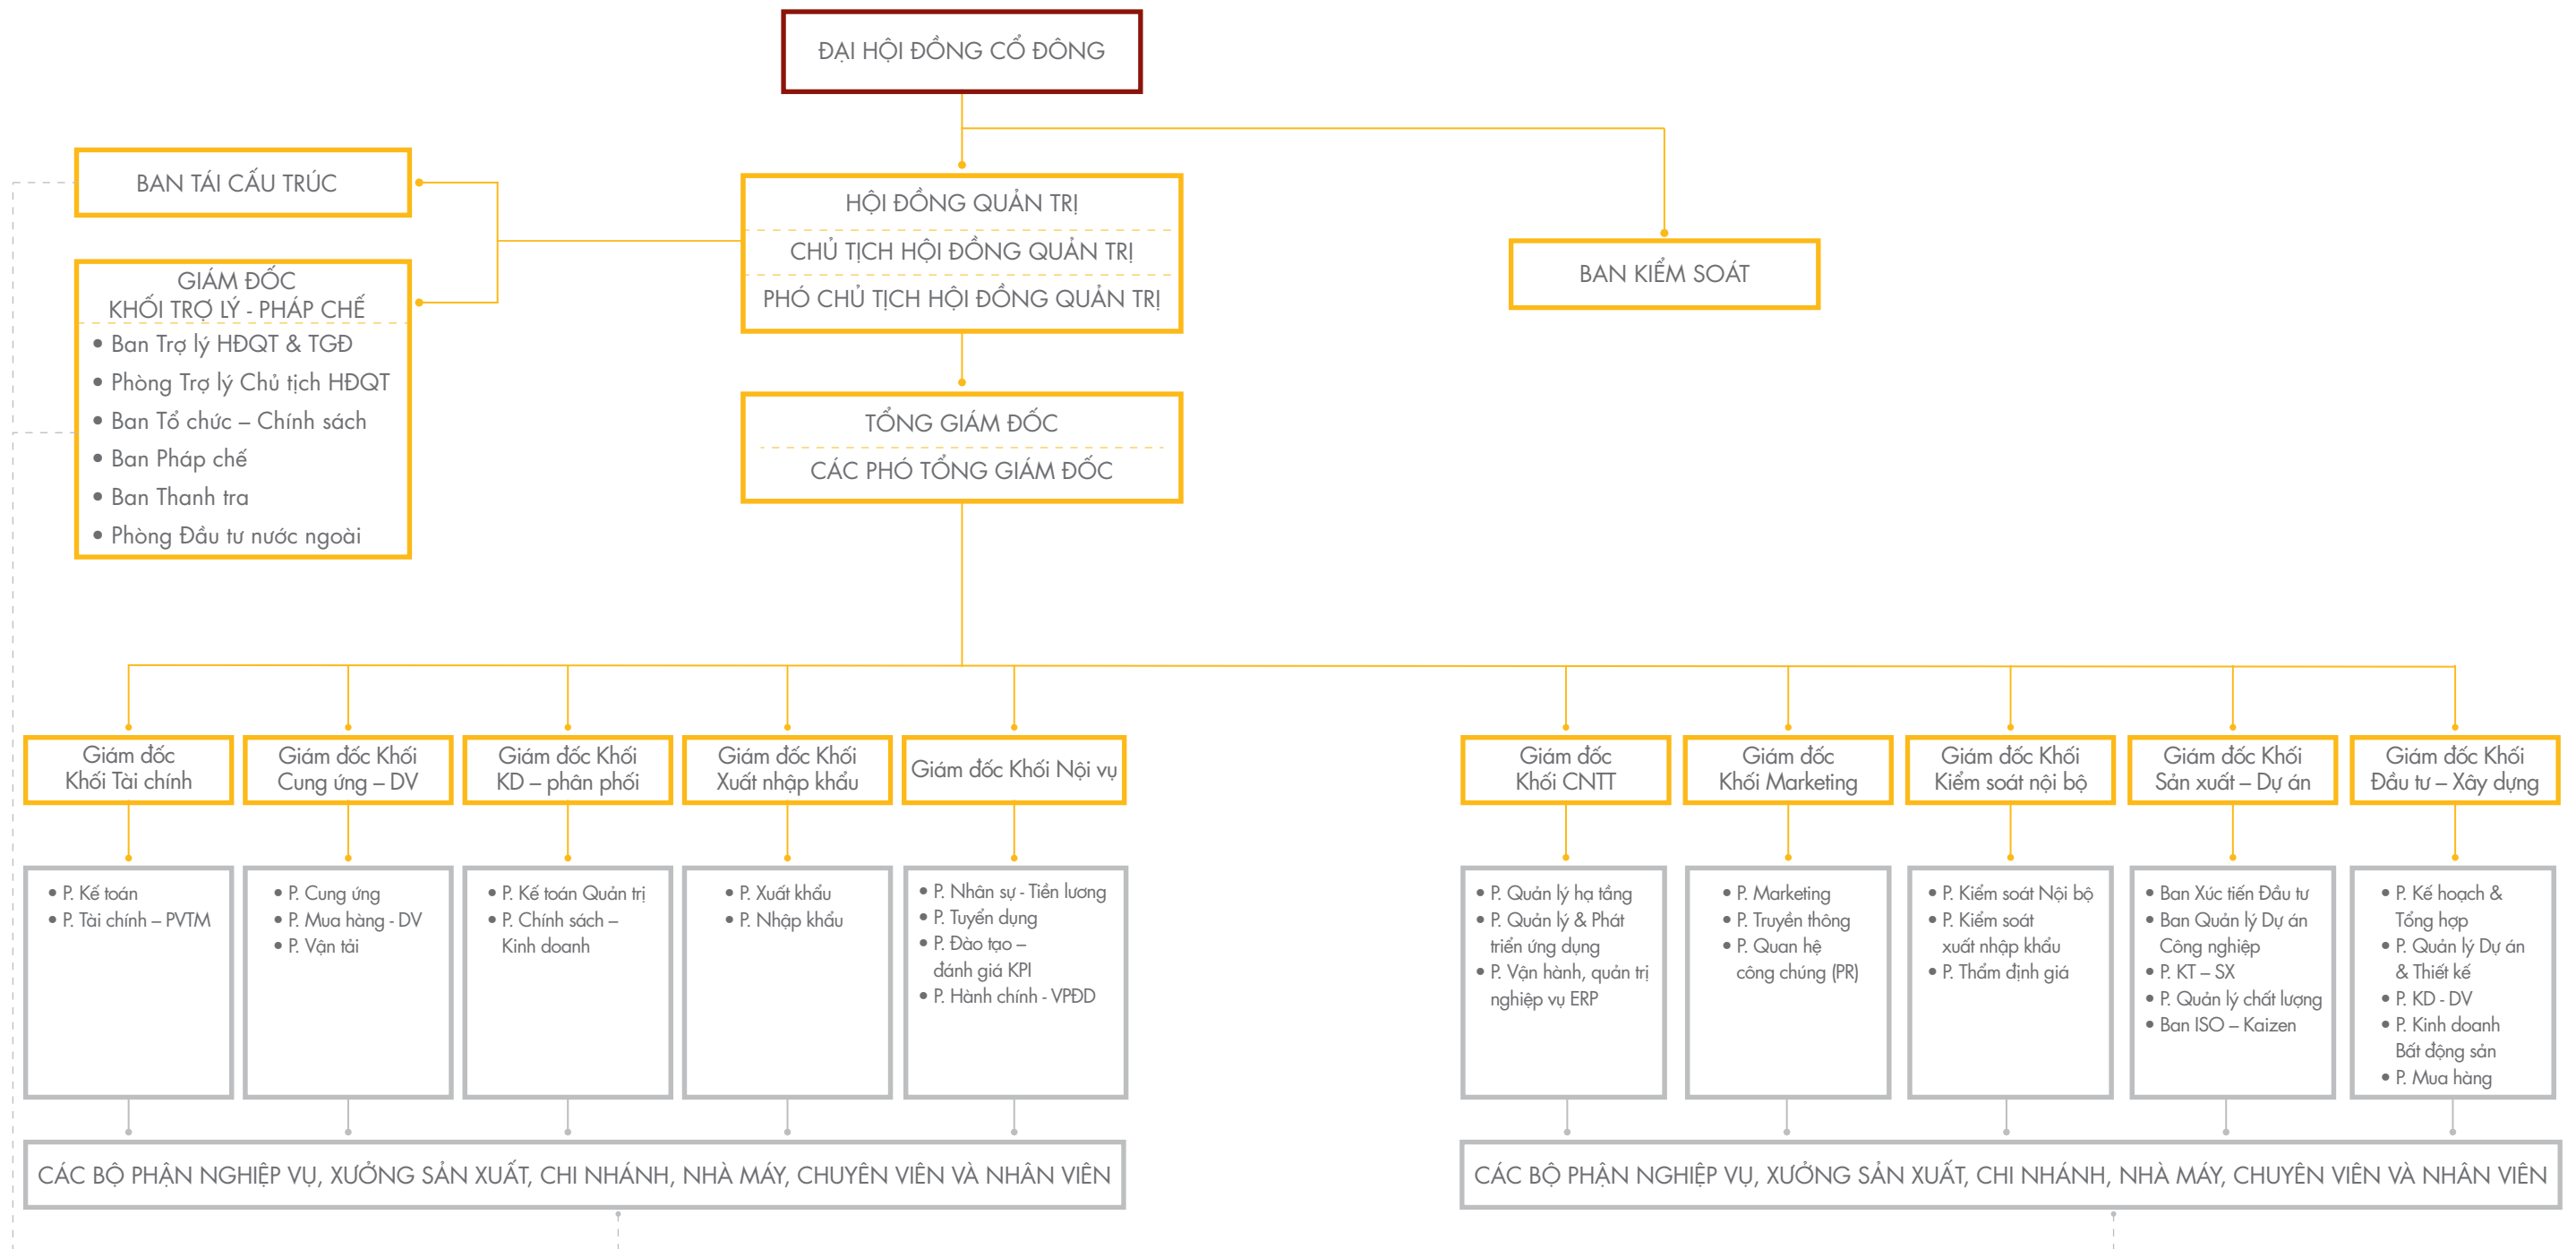 ĐẠI HỘI ĐỒNG CỔ ĐÔNG
BAN TÁI CẤU TRÚC
HỘI ĐỒNG QUẢN TRỊ
CHỦ TỊCH HỘI ĐỒNG QUẢN TRỊ
PHÓ CHỦ TỊCH HỘI ĐỒNG QUẢN TRỊ
BAN KIỂM SOÁT
GIÁM ĐỐC
KHỐI TRỢ LÝ - PHÁP CHẾ
• Ban Trợ lý HĐQT & TGĐ
• Phòng Trợ lý Chủ tịch HĐQT
• Ban Tổ chức – Chính sách
• Ban Pháp chế
• Ban Thanh tra
• Phòng Đầu tư nước ngoài
TỔNG GIÁM ĐỐC
CÁC PHÓ TỔNG GIÁM ĐỐC
Giám đốc
Khối Tài chính
Giám đốc Khối
Cung ứng – DV
Giám đốc Khối
KD – phân phối
Giám đốc Khối
Xuất nhập khẩu
Giám đốc Khối Nội vụ
Giám đốc
Khối CNTT
Giám đốc
Khối Marketing
Giám đốc Khối
Kiểm soát nội bộ
Giám đốc Khối
Sản xuất – Dự án
Giám đốc Khối
Đầu tư – Xây dựng
• P. Kế toán
• P. Tài chính – PVTM
• P. Cung ứng
• P. Mua hàng - DV
• P. Vận tải
• P. Kế toán Quản trị
• P. Chính sách –
Kinh doanh
• P. Xuất khẩu
• P. Nhập khẩu
• P. Nhân sự - Tiền lương
• P. Tuyển dụng
• P. Đào tạo –
đánh giá KPI
• P. Hành chính - VPĐD
• P. Quản lý hạ tầng
• P. Quản lý & Phát
triển ứng dụng
• P. Vận hành, quản trị
nghiệp vụ ERP
• P. Marketing
• P. Truyền thông
• P. Quan hệ
công chúng (PR)
• P. Kiểm soát Nội bộ
• P. Kiểm soát
xuất nhập khẩu
• P. Thẩm định giá
• Ban Xúc tiến Đầu tư
• Ban Quản lý Dự án
Công nghiệp
• P. KT – SX
• P. Quản lý chất lượng
• Ban ISO – Kaizen
• P. Kế hoạch &
Tổng hợp
• P. Quản lý Dự án
& Thiết kế
• P. KD - DV
• P. Kinh doanh
Bất động sản
• P. Mua hàng
CÁC BỘ PHẬN NGHIỆP VỤ, XƯỞNG SẢN XUẤT, CHI NHÁNH, NHÀ MÁY, CHUYÊN VIÊN VÀ NHÂN VIÊN
CÁC BỘ PHẬN NGHIỆP VỤ, XƯỞNG SẢN XUẤT, CHI NHÁNH, NHÀ MÁY, CHUYÊN VIÊN VÀ NHÂN VIÊN